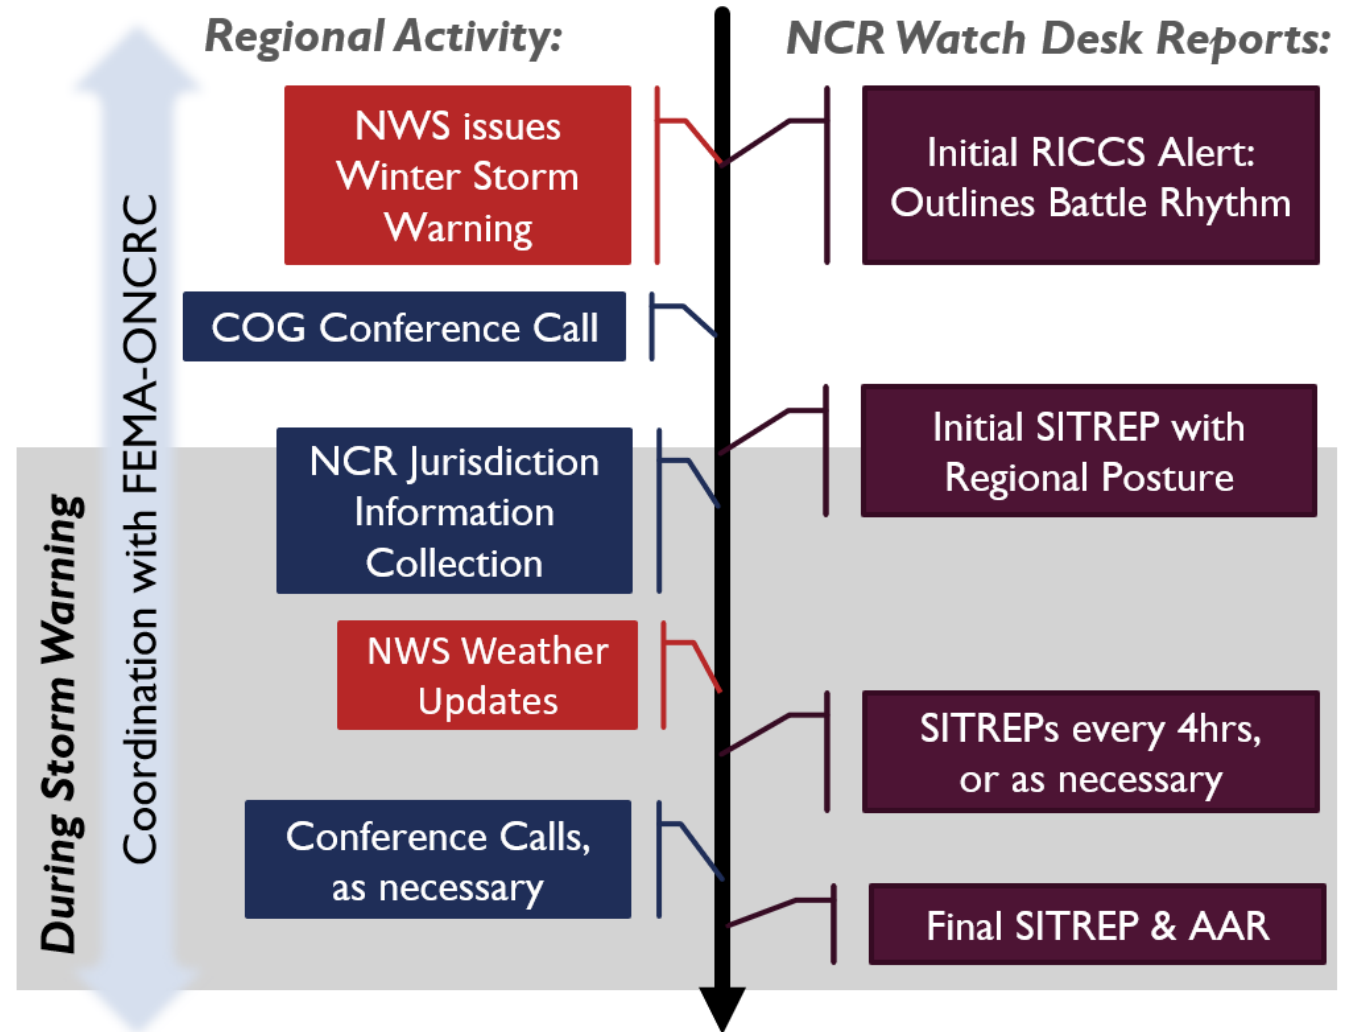 Regional Activity:
NCR Watch Desk Reports:
NWS issues
Winter Storm
Warning
Initial RICCS Alert:
Outlines Battle Rhythm
COG Conference Call
Initial SITREP with
Regional Posture
NCR Jurisdiction
Information
Collection
NWS Weather
Updates
SITREPs every 4hrs,
or as necessary
Conference Calls,
as necessary
Final SITREP & AAR
During Storm Warning
Coordination with FEMA-ONCRC